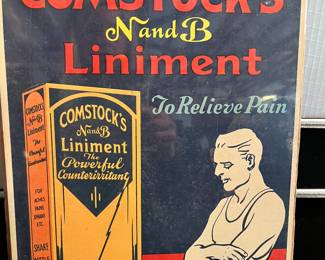 COMSTOCK'S
N and B
Liniment
To Relieve Pain
COMSTOCK'S
N and B
Liniment
The
Powerful
Counterirritant
COMSTOCK'S
N and B
Liniment
The
Powerful
FOR
ACHES
PAINS
SPRAINS
ETC.
SHAKE
BOTTLE